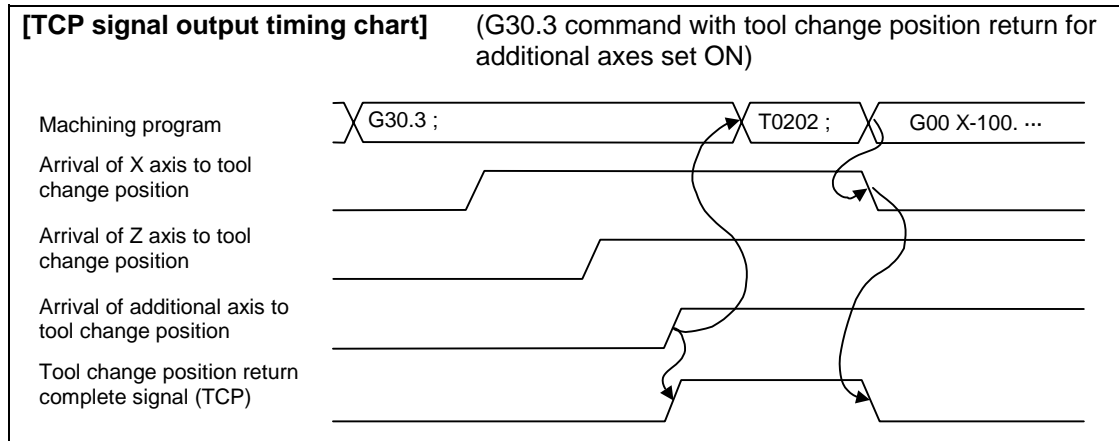 [TCP signal output timing chart] (G30.3 command with tool change position return for
additional axes set ON)
Machining program
G30.3 ;
T0202 ;
G00 X-100. ···
Arrival of X axis to tool
change position
Arrival of Z axis to tool
change position
Arrival of additional axis to
tool change position
Tool change position return
complete signal (TCP)